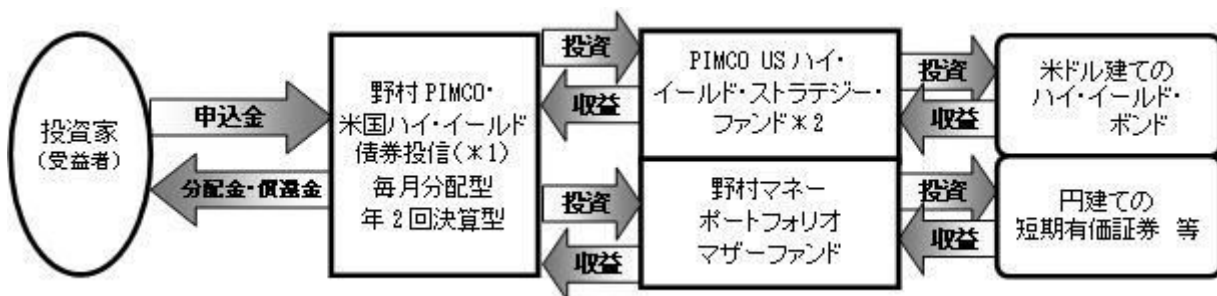 投資家
(受益者)
申込金
分配金・償還金
野村PIMCO・
米国ハイ・イールド
債券投信(*1)
毎月分配型
年2回決算型
投資
収益
投資
収益
PIMCO USハイ・
イールド・ストラテジー・
ファンド*2
野村マネー
ポートフォリオ
マザーファンド
投資
収益
投資
収益
米ドル建ての
ハイ・イールド・
ボンド
円建ての
短期有価証券 等